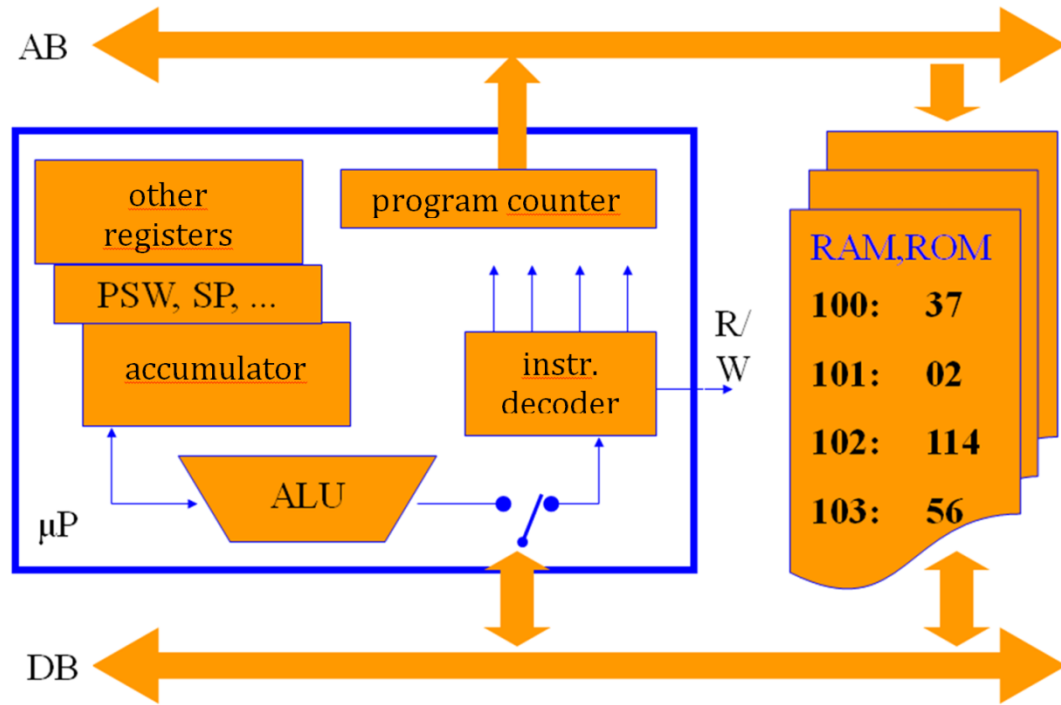 AB
other
registers
program counter
PSW, SP, ...
accumulator
instr.
decoder
R/
W
ALU
μP
RAM,ROM
100: 37
101: 02
102: 114
103: 56
DB